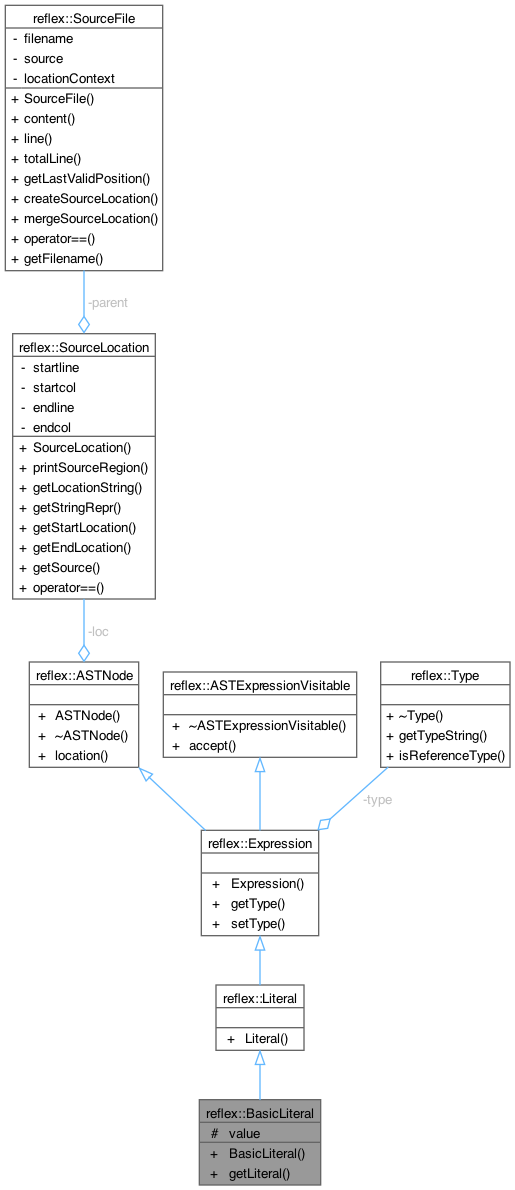 reflex::SourceFile
- filename
- source
- locationContext
+ SourceFile()
+ content()
+ line()
+ totalLine()
+ getLastValidPosition()
+ createSourceLocation()
+ mergeSourceLocation()
+ operator==()
+ getFilename()
-parent
reflex::SourceLocation
- startline
- startcol
- endline
- endcol
+ SourceLocation()
+ printSourceRegion()
+ getLocationString()
+ getStringRepr()
+ getStartLocation()
+ getEndLocation()
+ getSource()
+ operator==()
-loc
reflex::ASTNode
+ ASTNode()
+ ~ASTNode()
+ location()
reflex::ASTExpressionVisitable
+ ~ASTExpressionVisitable()
+ accept()
reflex::Type
+ ~Type()
+ getTypeString()
+ isReferenceType()
-type
reflex::Expression
+ Expression()
+ getType()
+ setType()
reflex::Literal
+ Literal()
reflex::BasicLiteral
# value
+ BasicLiteral()
+ getLiteral()